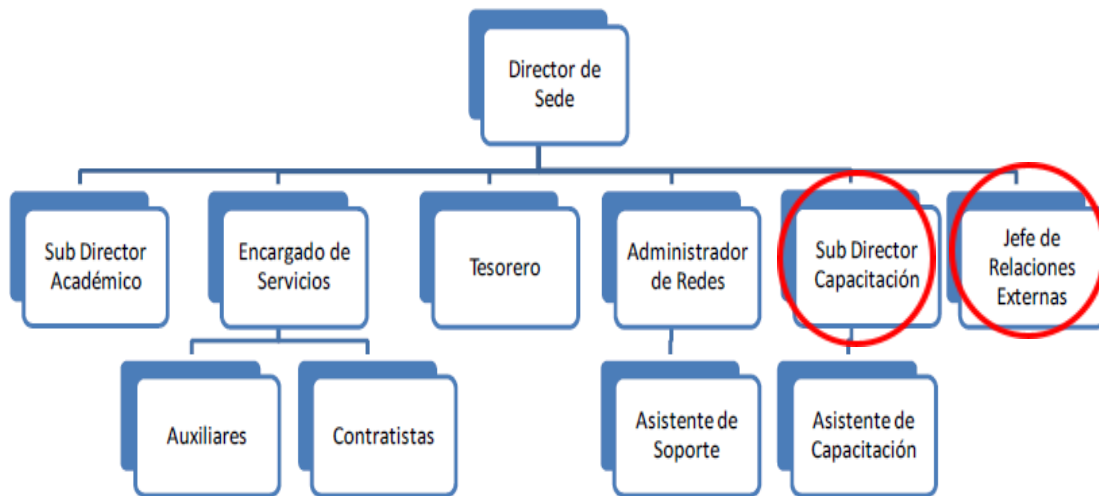 Director de
Sede
Sub Director
Académico
Encargado de
Servicios
Tesorero
Administrador
de Redes
Sub Director
Capacitación
Jefe de
Relaciones
Externas
Auxiliares
Contratistas
Asistente de
Soporte
Asistente de
Capacitación